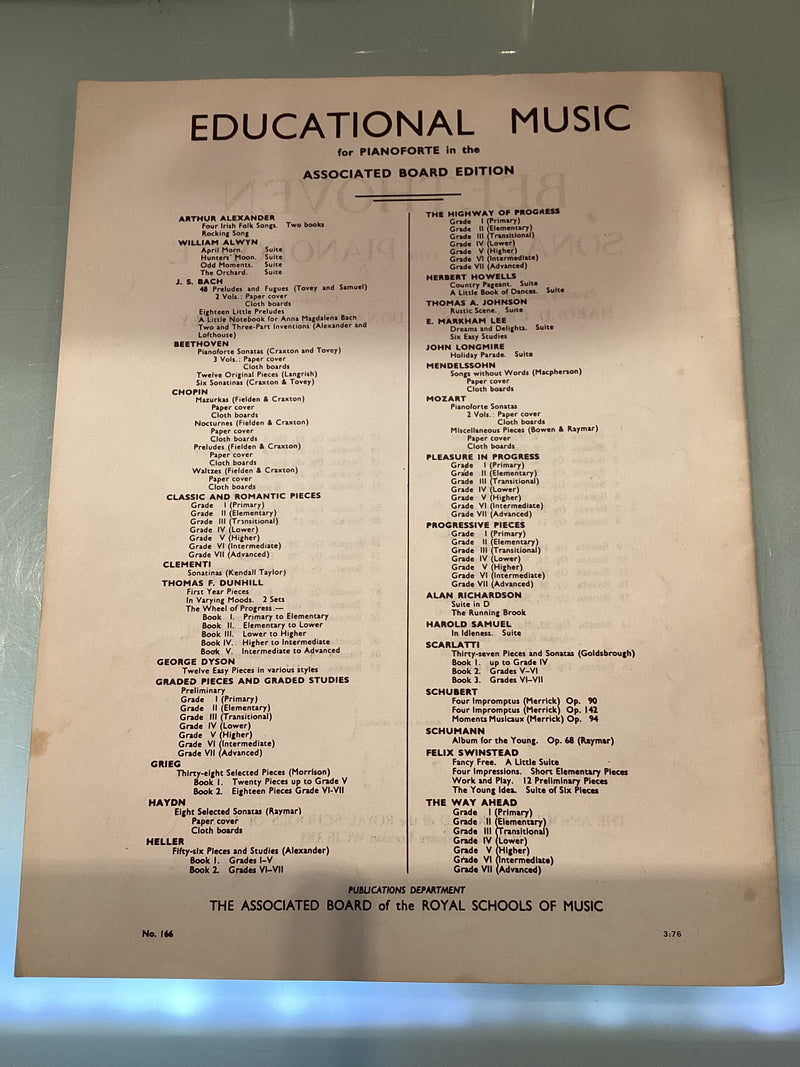 EDUCATIONAL MUSIC
for PIANOFORTE in the
ASSOCIATED BOARD EDITION
ARTHUR ALEXANDER
Four Irish Folk Songs. Two books
Rocking Song
WILLIAM ALWYN
April Morn. Suite
Hunters' Moon. Suite
Odd Moments. Suite
The Orchard. Suite
J. S. BACH
48 Preludes and Fugues (Tovey and Samuel)
2 Vols.: Paper cover
Cloth boards
Eighteen Little Preludes
A Little Notebook for Anna Magdalena Bach
Two and Three-Part Inventions (Alexander and
Lofthouse)
BEETHOVEN
Pianoforte Sonatas (Craxton and Tovey)
3 Vols.: Paper cover
Cloth boards
Twelve Original Pieces (Langrish)
Six Sonatinas (Craxton & Tovey)
CHOPIN
Mazurkas (Fielden & Craxton)
Paper cover
Cloth boards
Nocturnes (Fielden & Craxton)
Paper cover
Cloth boards
Preludes (Fielden & Craxton)
Paper cover
Cloth boards
Waltzes (Fielden & Craxton)
Paper cover
Cloth boards
CLASSIC AND ROMANTIC PIECES
Grade I (Primary)
Grade II (Elementary)
Grade III (Transitional)
Grade IV (Lower)
Grade V (Higher)
Grade VI (Intermediate)
Grade VII (Advanced)
CLEMENTI
Sonatinas (Kendall Taylor)
THOMAS F. DUNHILL
First Year Pieces
In Varying Moods. 2 Sets
The Wheel of Progress:—
Book I. Primary to Elementary
Book II. Elementary to Lower
Book III. Lower to Higher
Book IV. Higher to Intermediate
Book V. Intermediate to Advanced
GEORGE DYSON
Twelve Easy Pieces in various styles
GRADED PIECES AND GRADED STUDIES
Preliminary
Grade I (Primary)
Grade II (Elementary)
Grade III (Transitional)
Grade IV (Lower)
Grade V (Higher)
Grade VI (Intermediate)
Grade VII (Advanced)
GRIEG
Thirty-eight Selected Pieces (Morrison)
Book 1. Twenty Pieces up to Grade V
Book 2. Eighteen Pieces Grade VI-VII
HAYDN
Eight Selected Sonatas (Raymar)
Paper cover
Cloth boards
HELLER
Fifty-six Pieces and Studies (Alexander)
Book 1. Grades I–V
Book 2. Grades VI–VII
THE HIGHWAY OF PROGRESS
Grade I (Primary)
Grade II (Elementary)
Grade III (Transitional)
Grade IV (Lower)
Grade V (Higher)
Grade VI (Intermediate)
Grade VII (Advanced)
HERBERT HOWELLS
Country Pageant. Suite
A Little Book of Dances. Suite
THOMAS A. JOHNSON
Rustic Scene. Suite
E. MARKHAM LEE
Dreams and Delights. Suite
Six Easy Studies
JOHN LONGMIRE
Holiday Parade. Suite
MENDELSSOHN
Songs without Words (Macpherson)
Paper cover
Cloth boards
MOZART
Pianoforte Sonatas
2 Vols.: Paper cover
Cloth boards
Miscellaneous Pieces (Bowen & Raymar)
Paper cover
Cloth boards
PLEASURE IN PROGRESS
Grade I (Primary)
Grade II (Elementary)
Grade III (Transitional)
Grade IV (Lower)
Grade V (Higher)
Grade VI (Intermediate)
Grade VII (Advanced)
PROGRESSIVE PIECES
Grade I (Primary)
Grade II (Elementary)
Grade III (Transitional)
Grade IV (Lower)
Grade V (Higher)
Grade VI (Intermediate)
Grade VII (Advanced)
ALAN RICHARDSON
Suite in D
The Running Brook
HAROLD SAMUEL
In Idleness. Suite
SCARLATTI
Thirty-seven Pieces and Sonatas (Goldsbrough)
Book 1. up to Grade IV
Book 2. Grades V–VI
Book 3. Grades VI–VII
SCHUBERT
Four Impromptus (Merrick) Op. 90
Four Impromptus (Merrick) Op. 142
Moments Musicaux (Merrick) Op. 94
SCHUMANN
Album for the Young. Op. 68 (Raymar)
FELIX SWINSTEAD
Fancy Free. A Little Suite
Four Impressions. Short Elementary Pieces
Work and Play. 12 Preliminary Pieces
The Young Idea. Suite of Six Pieces
THE WAY AHEAD
Grade I (Primary)
Grade II (Elementary)
Grade III (Transitional)
Grade IV (Lower)
Grade V (Higher)
Grade VI (Intermediate)
Grade VII (Advanced)
PUBLICATIONS DEPARTMENT
THE ASSOCIATED BOARD of the ROYAL SCHOOLS OF MUSIC
No. 166
3:76